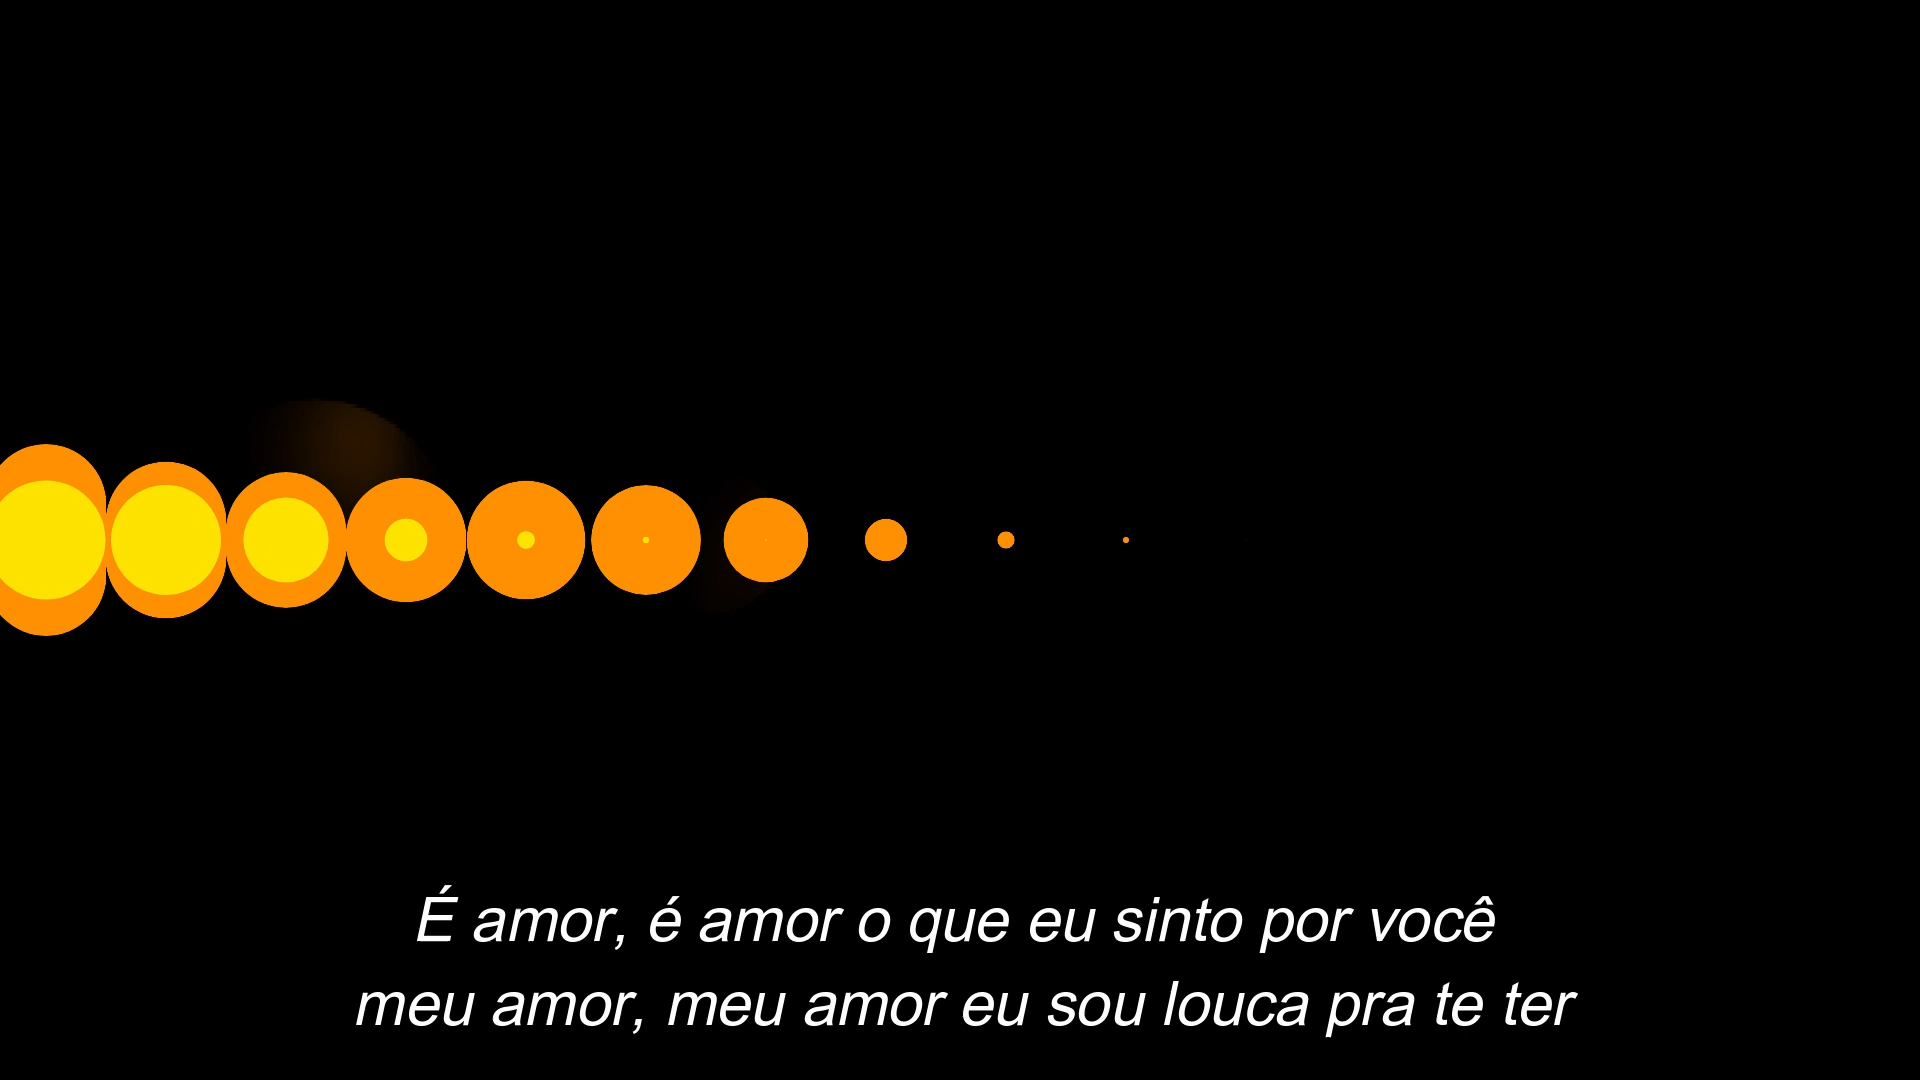 É amor, é amor o que eu sinto por você
meu amor, meu amor eu sou louca pra te ter